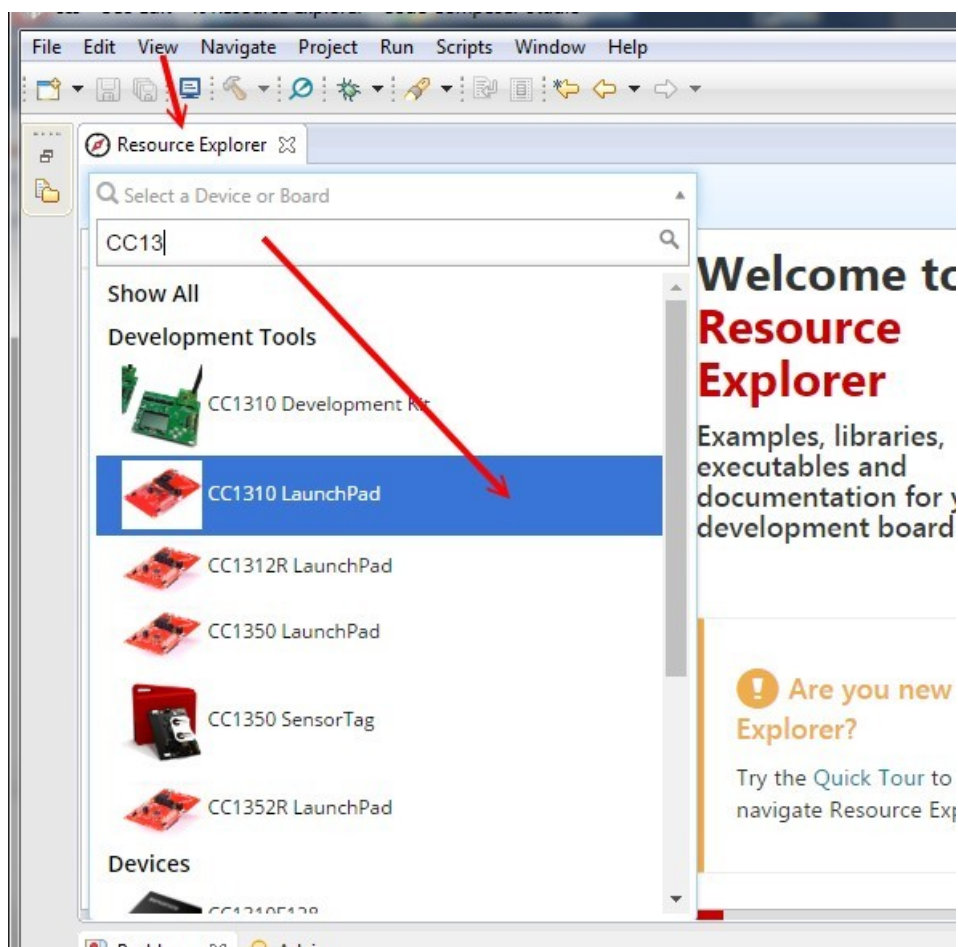 File Edit View Navigate Project Run Scripts Window Help
Resource Explorer
Select a Device or Board
CC13
Show All
Development Tools
CC1310 Development Kit
CC1310 LaunchPad
CC1312R LaunchPad
CC1350 LaunchPad
CC1350 SensorTag
CC1352R LaunchPad
Devices
Welcome to
Resource
Explorer
Examples, libraries,
executables and
documentation for y
development board
Are you new
Explorer?
Try the Quick Tour to
navigate Resource Exp